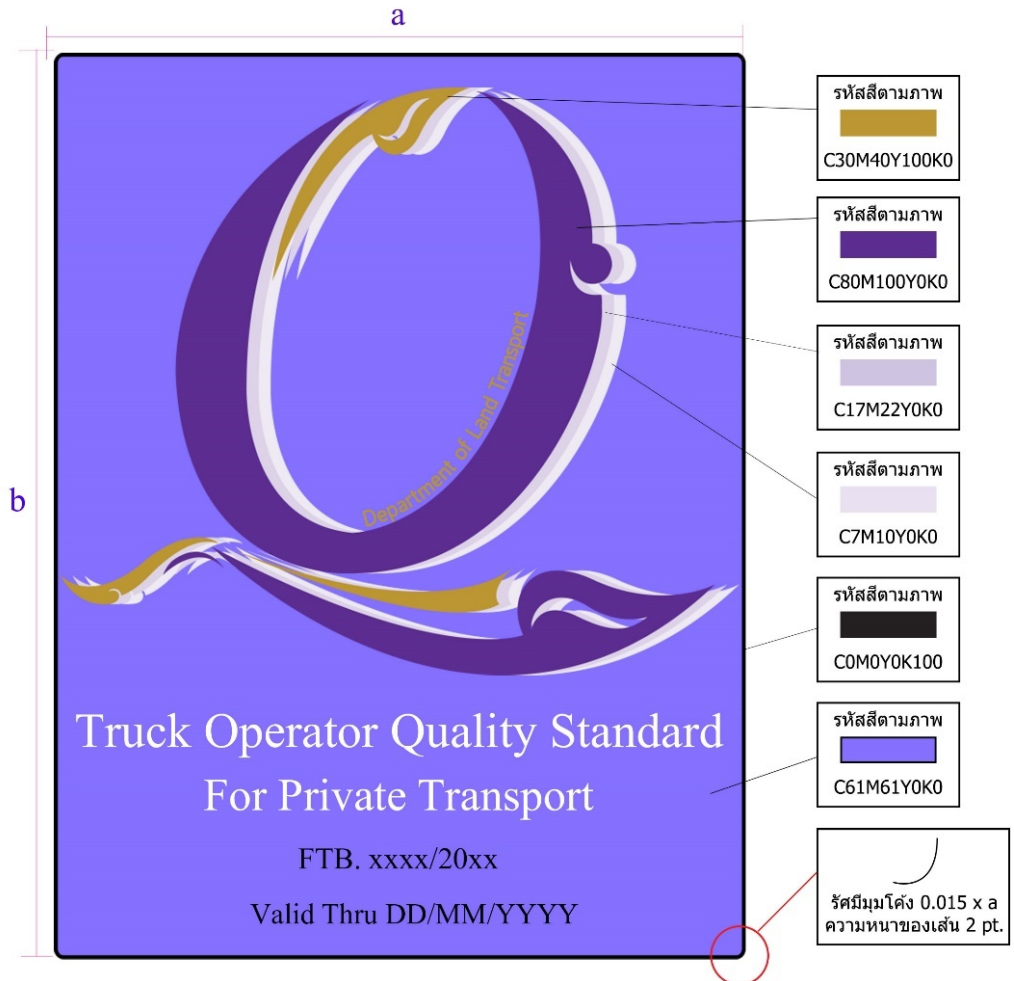 a
b
Department of Land Transport
Truck Operator Quality Standard
For Private Transport
FTB. xxxx/20xx
Valid Thru DD/MM/YYYY
รหัสสีตามภาพ
C30M40Y100K0
รหัสสีตามภาพ
C80M100Y0K0
รหัสสีตามภาพ
C17M22Y0K0
รหัสสีตามภาพ
C7M10Y0K0
รหัสสีตามภาพ
C0M0Y0K100
รหัสสีตามภาพ
C61M61Y0K0
รัศมีมุมโค้ง 0.015 x a
ความหนาของเส้น 2 pt.